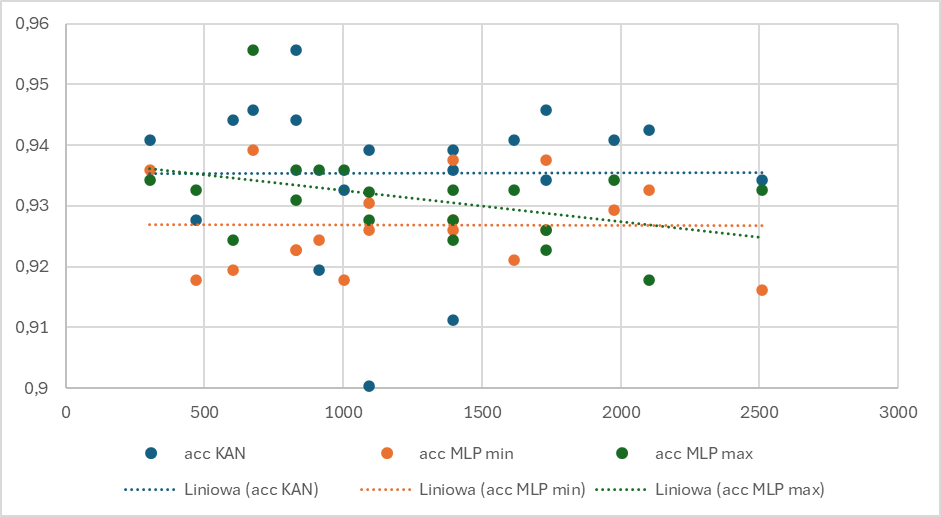 0,96
0,95
0,94
0,93
0,92
0,91
0,9
0 500 1000 1500 2000 2500 3000
acc KAN acc MLP min acc MLP max
Liniowa (acc KAN) Liniowa (acc MLP min) Liniowa (acc MLP max)